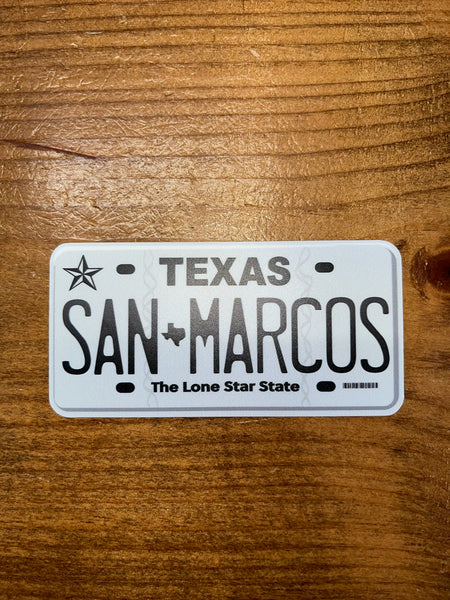 TEXAS
SAN MARCOS
The Lone Star State